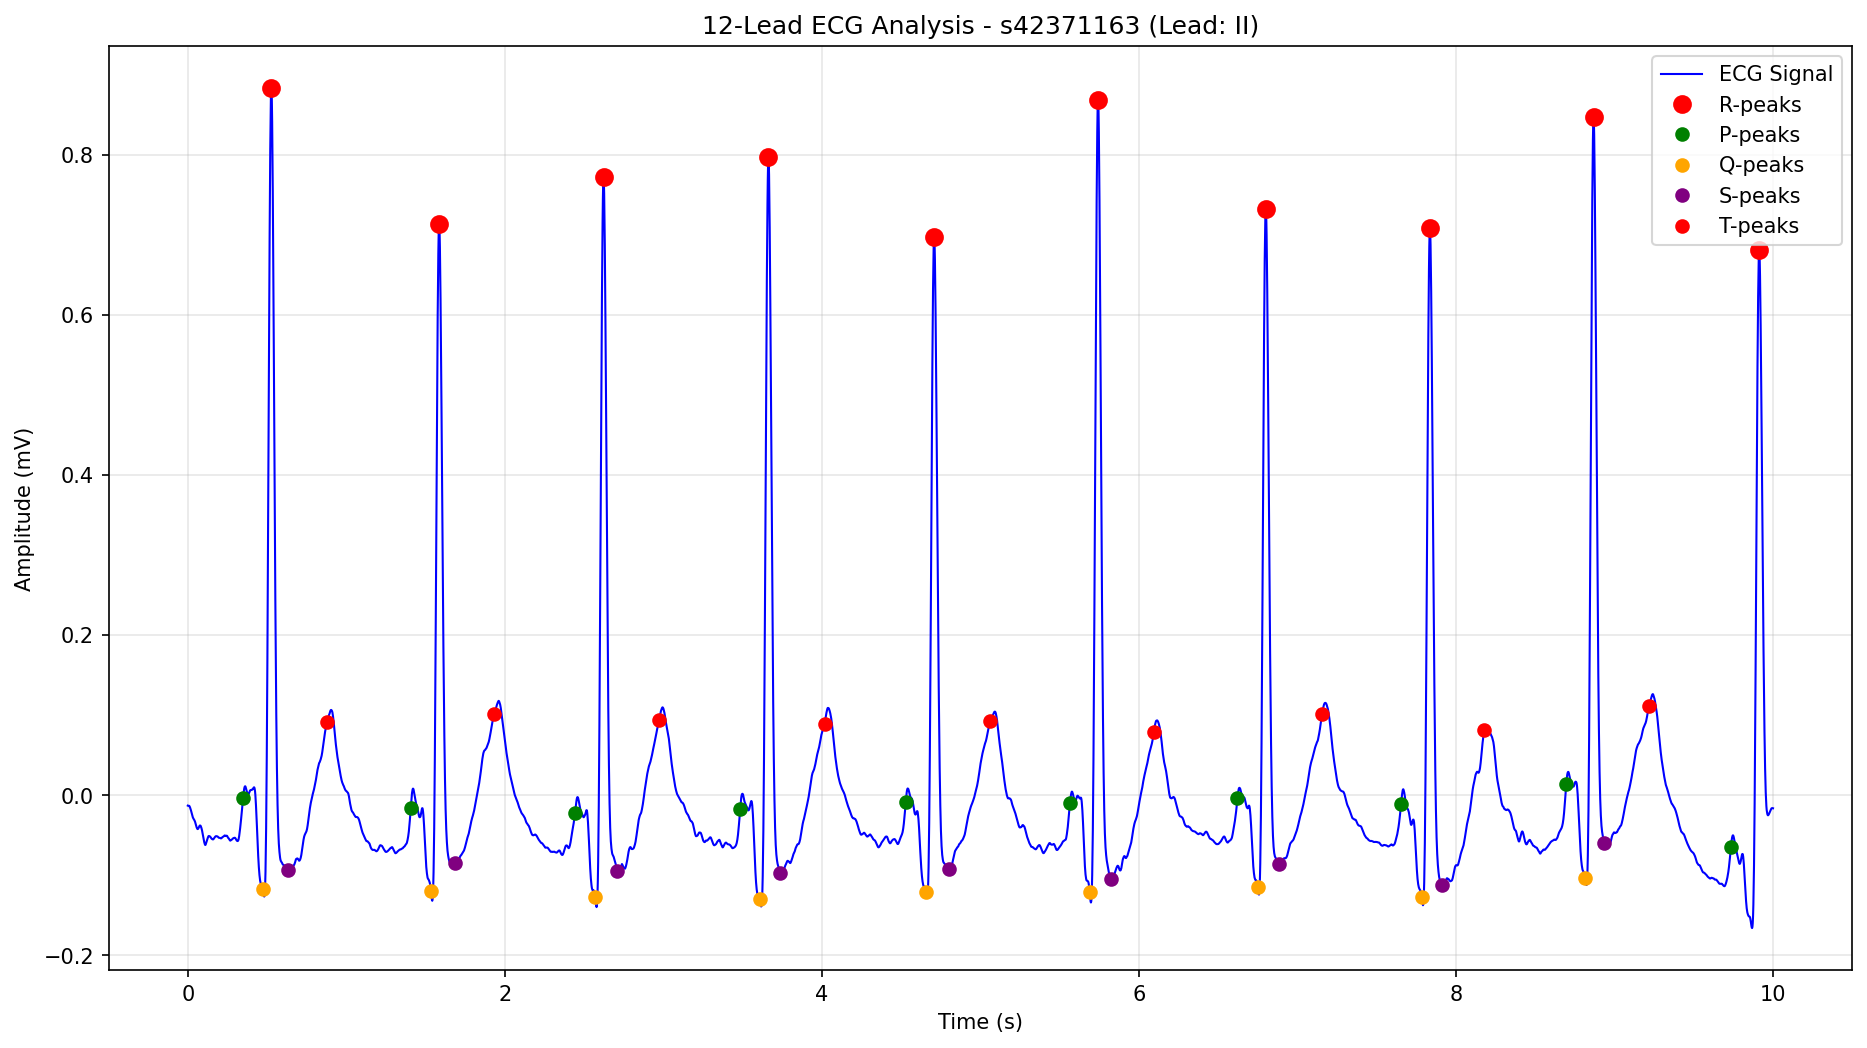 12-Lead ECG Analysis - s42371163 (Lead: II)
ECG Signal
R-peaks
P-peaks
Q-peaks
S-peaks
T-peaks
Amplitude (mV)
0.8
0.6
0.4
0.2
0.0
−0.2
0 2 4 6 8 10
Time (s)